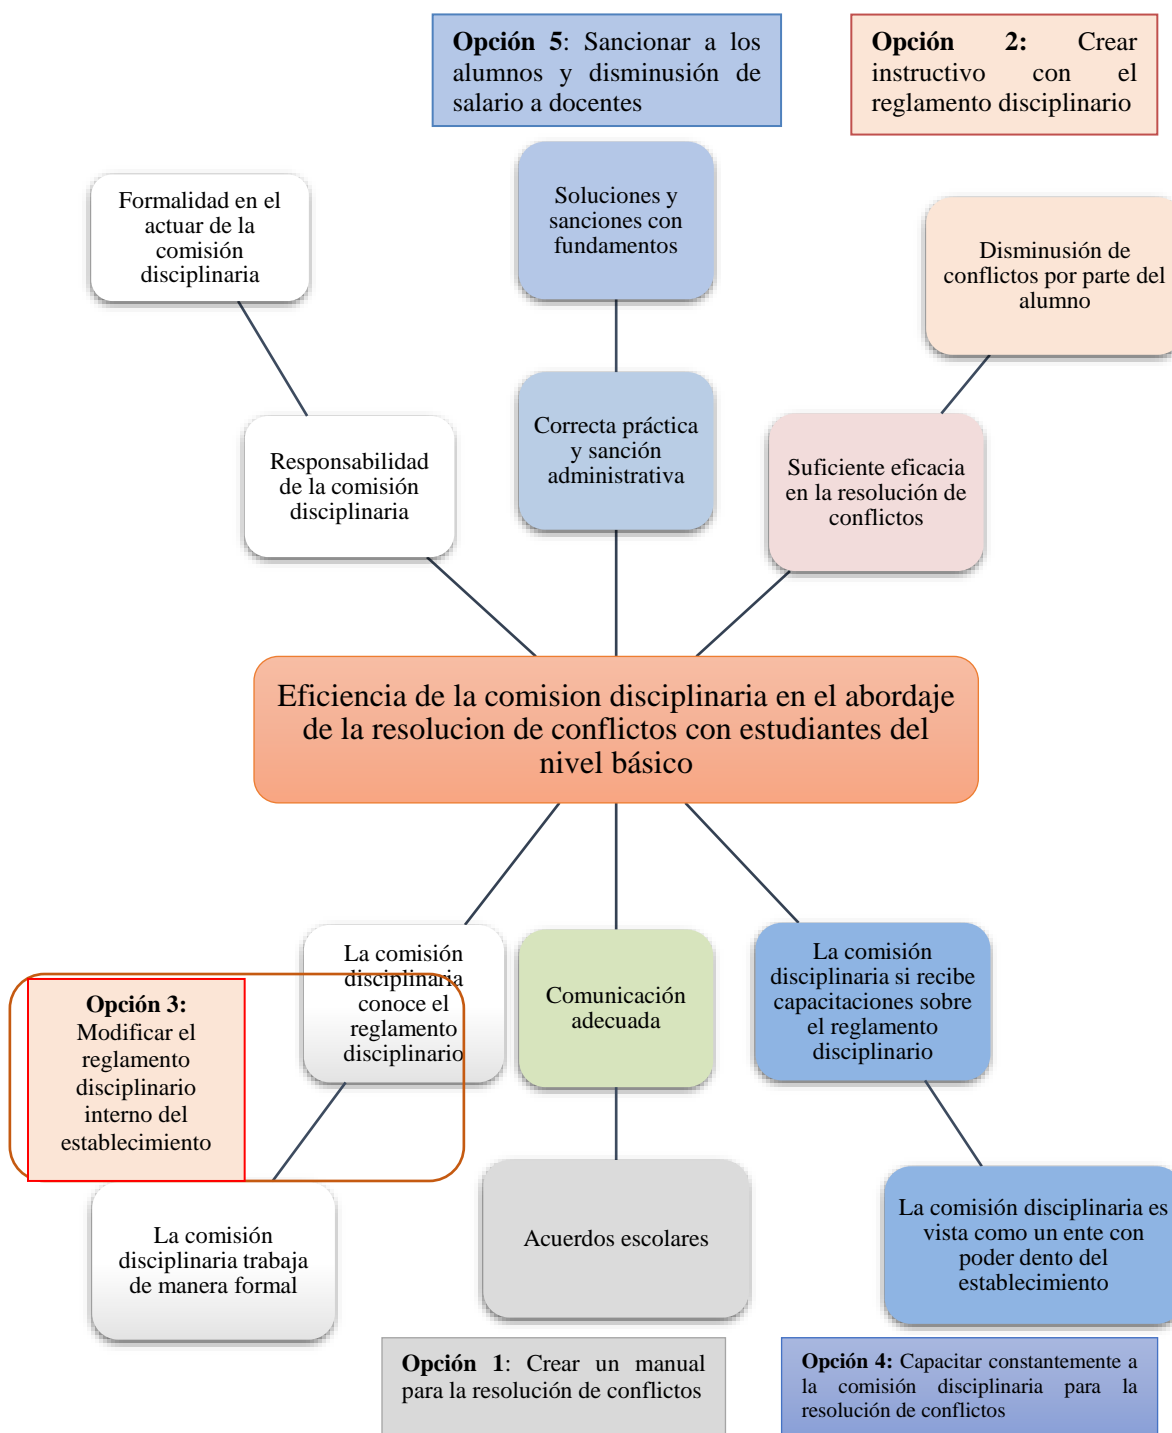 Opción 5: Sancionar a los
alumnos y disminusión de
salario a docentes
Opción 2: Crear
instructivo con el
reglamento disciplinario
Formalidad en el
actuar de la
comisión
disciplinaria
Soluciones y
sanciones con
fundamentos
Disminusión de
conflictos por parte del
alumno
Responsabilidad
de la comisión
disciplinaria
Correcta práctica
y sanción
administrativa
Suficiente eficacia
en la resolución de
conflictos
Eficiencia de la comision disciplinaria en el abordaje
de la resolucion de conflictos con estudiantes del
nivel básico
La comisión
disciplinaria
conoce el
reglamento
disciplinario
Comunicación
adecuada
La comisión
disciplinaria si recibe
capacitaciones sobre
el reglamento
disciplinario
Opción 3:
Modificar el
reglamento
disciplinario
interno del
establecimiento
La comisión
disciplinaria trabaja
de manera formal
Acuerdos escolares
La comisión disciplinaria es
vista como un ente con
poder dento del
establecimiento
Opción 1: Crear un manual
para la resolución de conflictos
Opción 4: Capacitar constantemente a
la comisión disciplinaria para la
resolución de conflictos